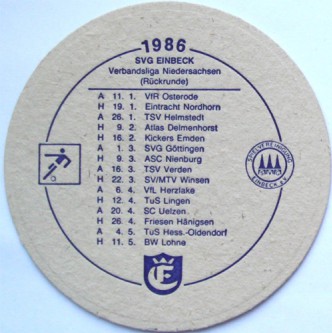 1986
SVG EINBECK
Verbandsliga Niedersachsen
(Rückrunde)
A 11. 1. VfR Osterode
H 19. 1. Eintracht Nordhorn
A 26. 1. TSV Helmstedt
H 9. 2. Atlas Delmenhorst
H 16. 2. Kickers Emden
A 1. 3. SVG Göttingen
H 9. 3. ASC Nienburg
A 16. 3. TSV Verden
H 22. 3. SV/MTV Winsen
A 6. 4. VfL Herzlake
H 12. 4. TuS Lingen
A 20. 4. SC Uelzen
H 26. 4. Friesen Hänigsen
A 4. 5. TuS Hess.-Oldendorf
H 11. 5. BW Lohne
EINBECK
E